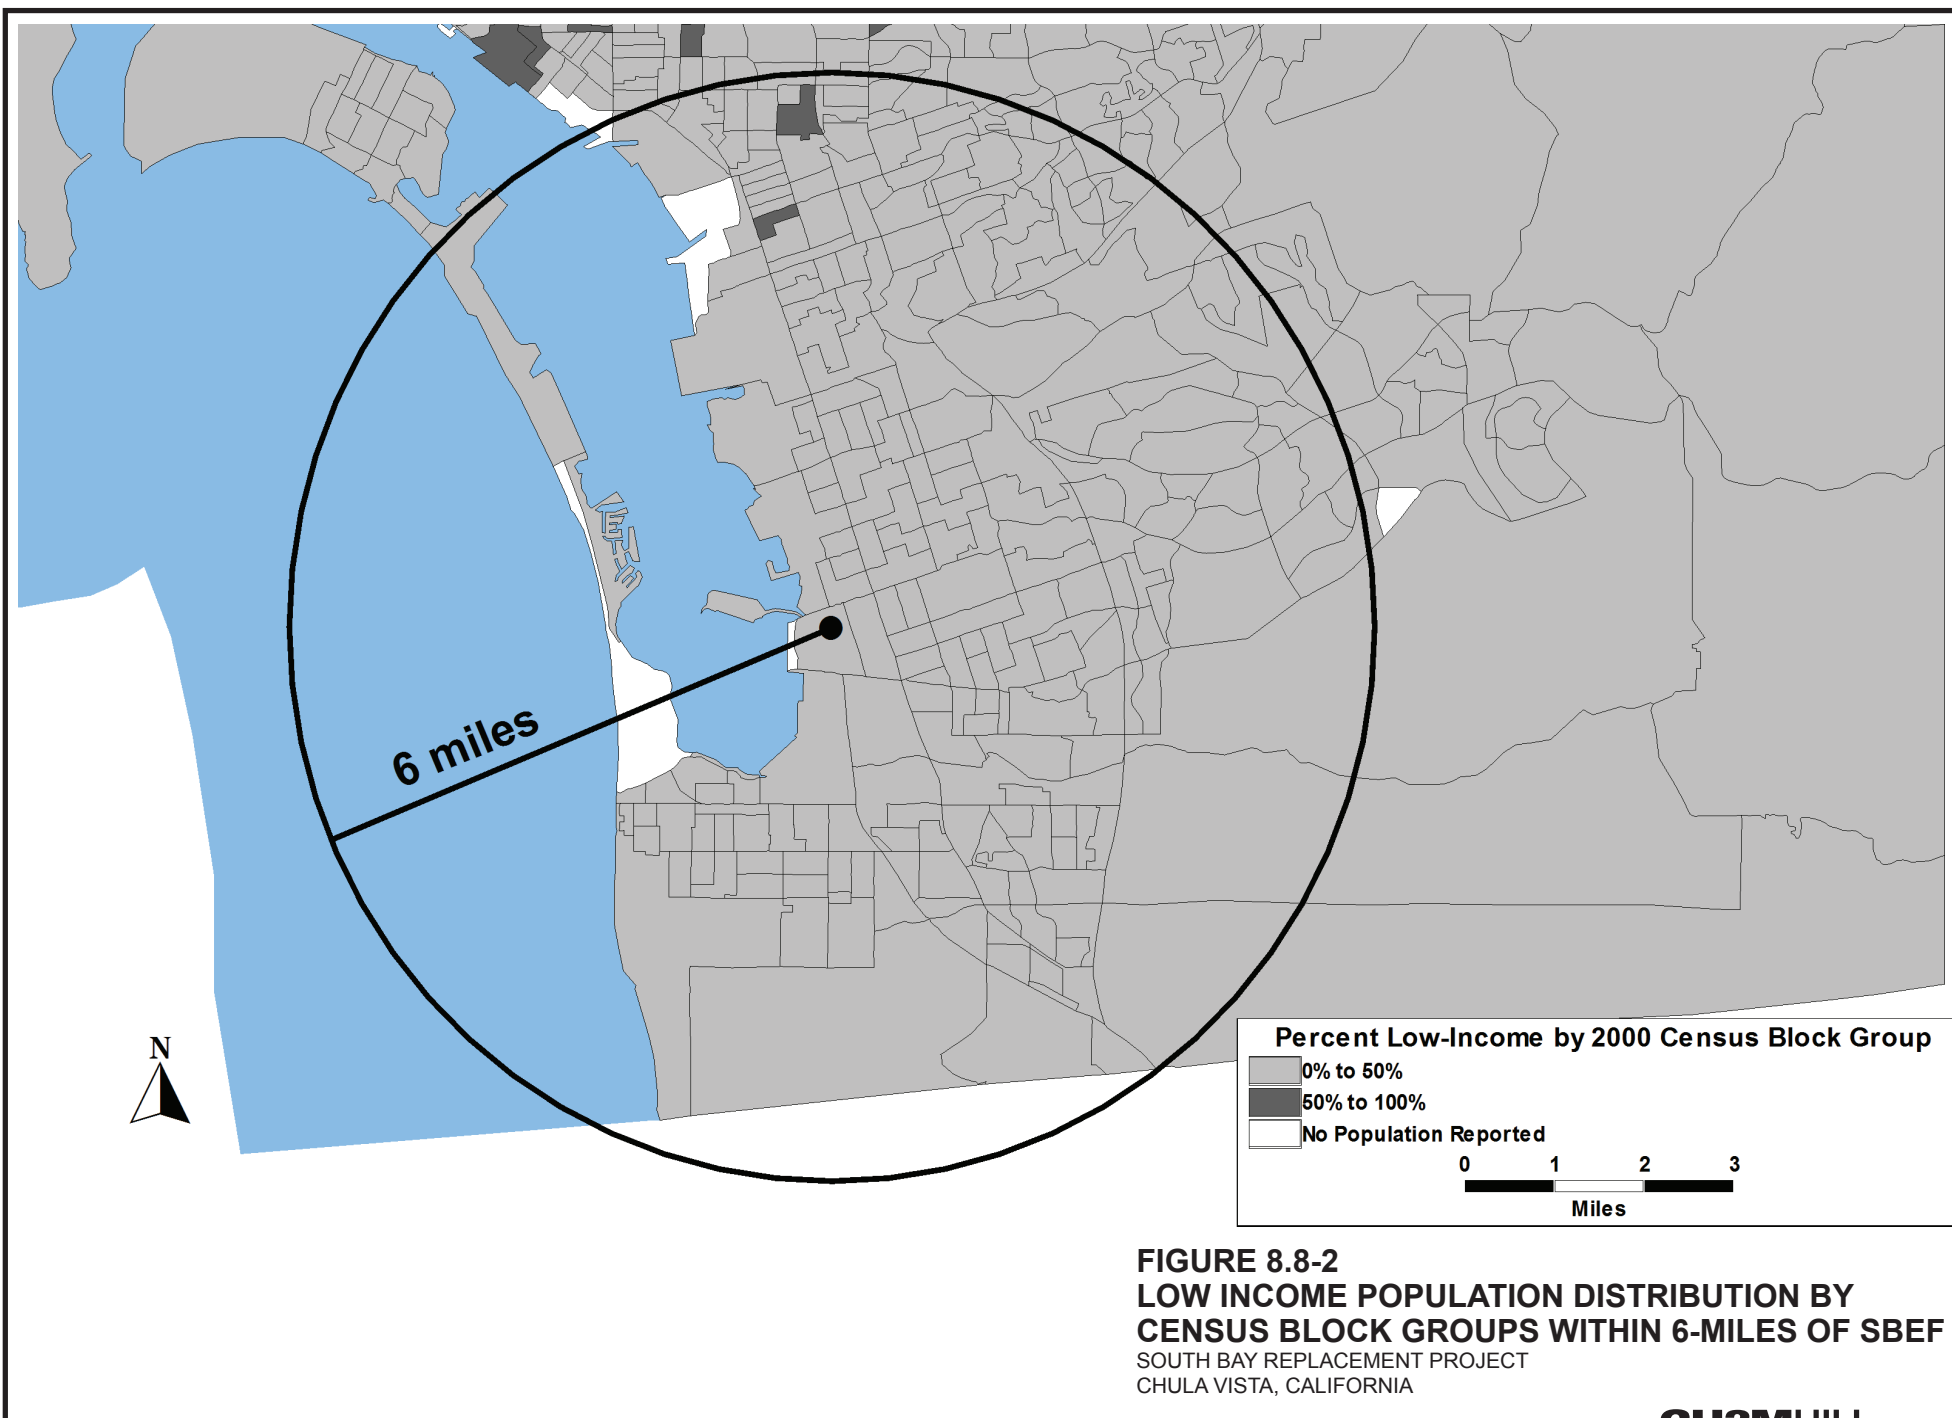 6 miles
N
Percent Low-Income by 2000 Census Block Group
0% to 50%
50% to 100%
No Population Reported
0 1 2 3
Miles
FIGURE 8.8-2
LOW INCOME POPULATION DISTRIBUTION BY
CENSUS BLOCK GROUPS WITHIN 6-MILES OF SBEF
SOUTH BAY REPLACEMENT PROJECT
CHULA VISTA, CALIFORNIA